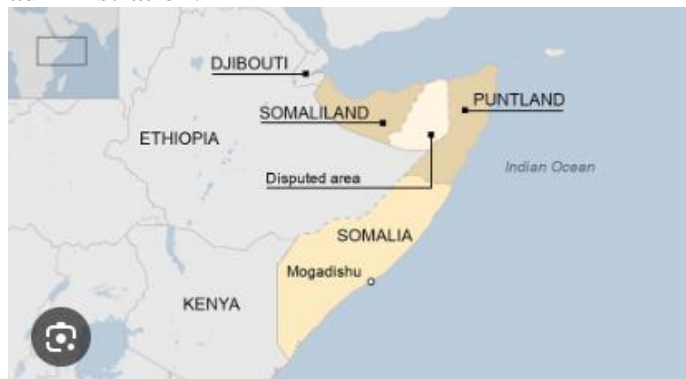 DJIBOUTI
SOMALILAND
PUNTLAND
ETHIOPIA
Disputed area
Indian Ocean
SOMALIA
Mogadishu
KENYA